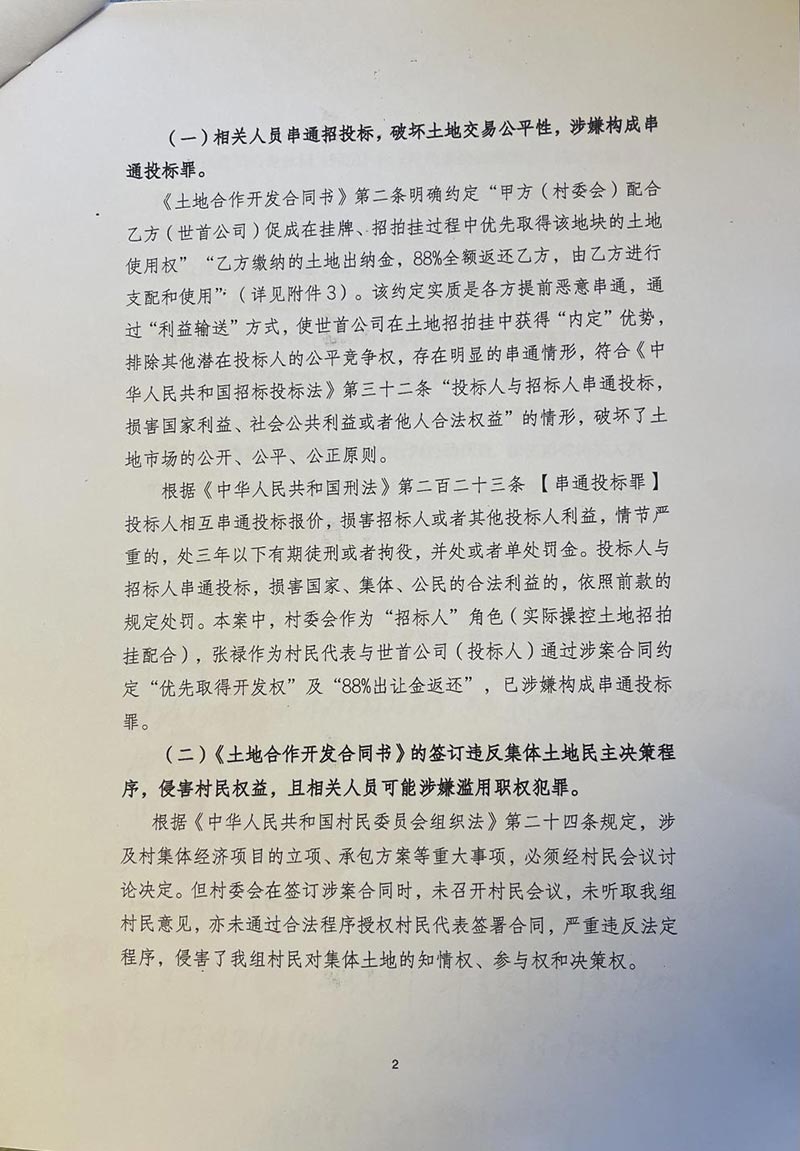 （一）相关人员串通招投标，破坏土地交易公平性，涉嫌构成串
通投标罪。
《土地合作开发合同书》第二条明确约定“甲方（村委会）配合
乙方（世首公司）促成在挂牌、招拍挂过程中优先取得该地块的土地
使用权”“乙方缴纳的土地出纳金，88%全额返还乙方，由乙方进行
支配和使用”（详见附件3）。该约定实质是各方提前恶意串通，通
过“利益输送”方式，使世首公司在土地招拍挂中获得“内定”优势，
排除其他潜在投标人的公平竞争权，存在明显的串通情形，符合《中
华人民共和国招标投标法》第三十二条“投标人与招标人串通投标，
损害国家利益、社会公共利益或者他人合法权益”的情形，破坏了土
地市场的公开、公平、公正原则。
根据《中华人民共和国刑法》第二百二十三条【串通投标罪】
投标人相互串通投标报价，损害招标人或者其他投标人利益，情节严
重的，处三年以下有期徒刑或者拘役，并处或者单处罚金。投标人与
招标人串通投标，损害国家、集体、公民的合法利益的，依照前款的
规定处罚。本案中，村委会作为“招标人”角色（实际操控土地招拍
挂配合），张禄作为村民代表与世首公司（投标人）通过涉案合同约
定“优先取得开发权”及“88%出让金返还”，已涉嫌构成串通投标
罪。
（二）《土地合作开发合同书》的签订违反集体土地民主决策程
序，侵害村民权益，且相关人员可能涉嫌滥用职权犯罪。
根据《中华人民共和国村民委员会组织法》第二十四条规定，涉
及村集体经济项目的立项、承包方案等重大事项，必须经村民会议讨
论决定。但村委会在签订涉案合同时，未召开村民会议，未听取我组
村民意见，亦未通过合法程序授权村民代表签署合同，严重违反法定
程序，侵害了我组村民对集体土地的知情权、参与权和决策权。
2